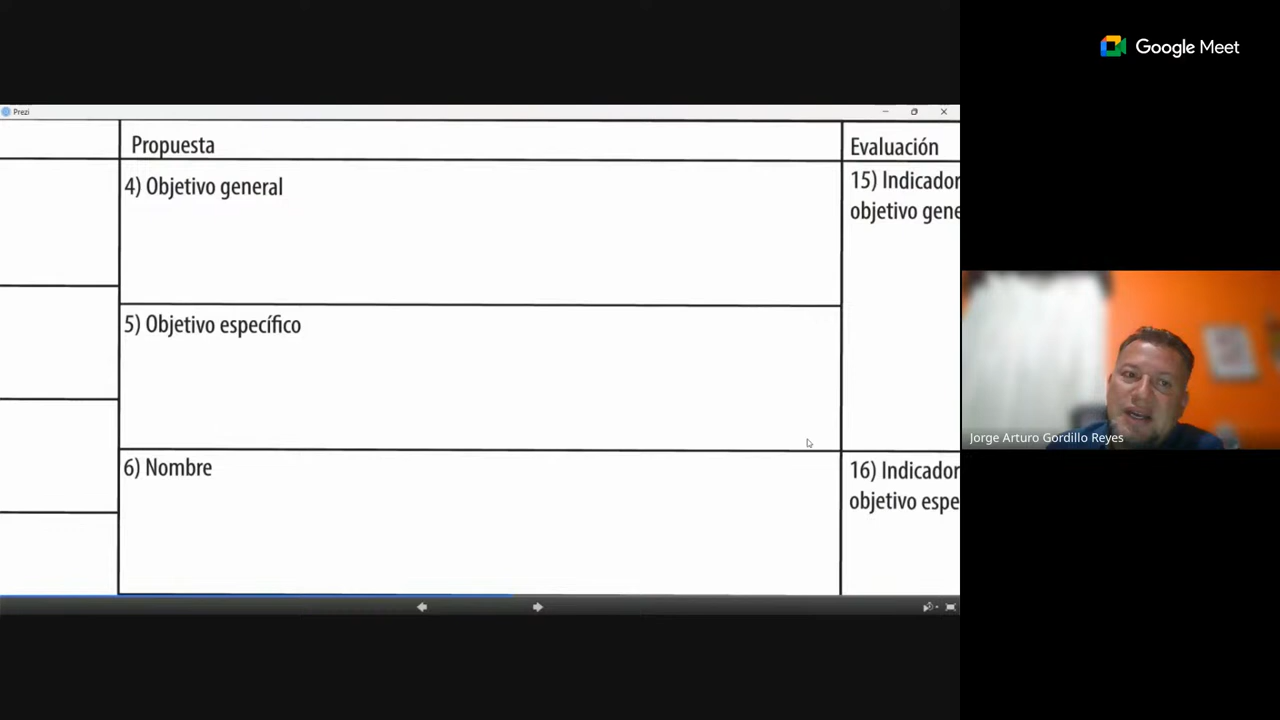 Google Meet
Prezi
Propuesta
4) Objetivo general
5) Objetivo específico
6) Nombre
Evaluación
15) Indicador
objetivo gene
16) Indicador
objetivo espe
Jorge Arturo Gordillo Reyes